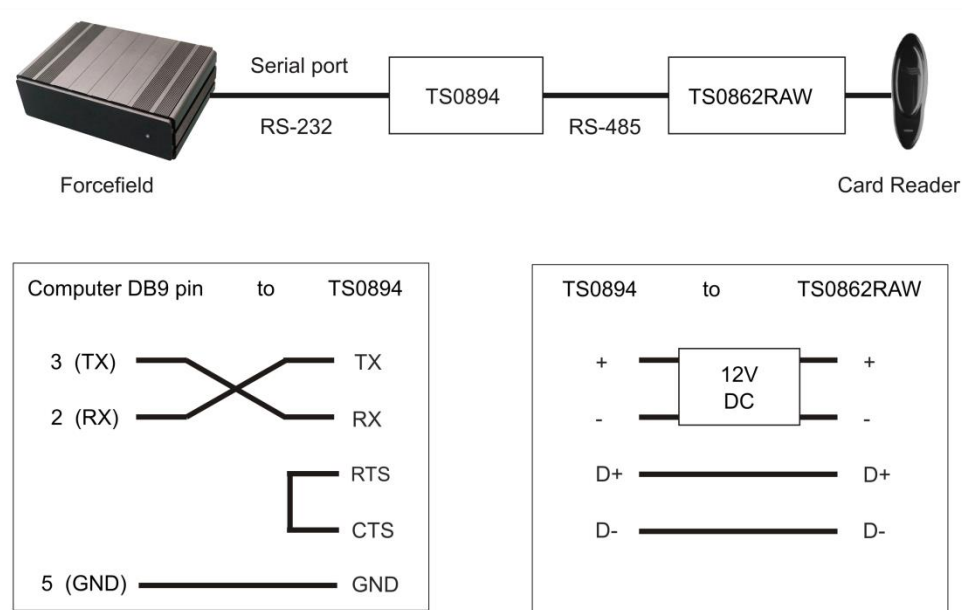 Serial port
TS0894
TS0862RAW
RS-232
RS-485
Forcefield
Card Reader
Computer DB9 pin to TS0894
3 (TX) TX
2 (RX) RX
RTS
CTS
5 (GND) GND
TS0894 to TS0862RAW
+ 12V +
- DC -
D+ D+
D- D-